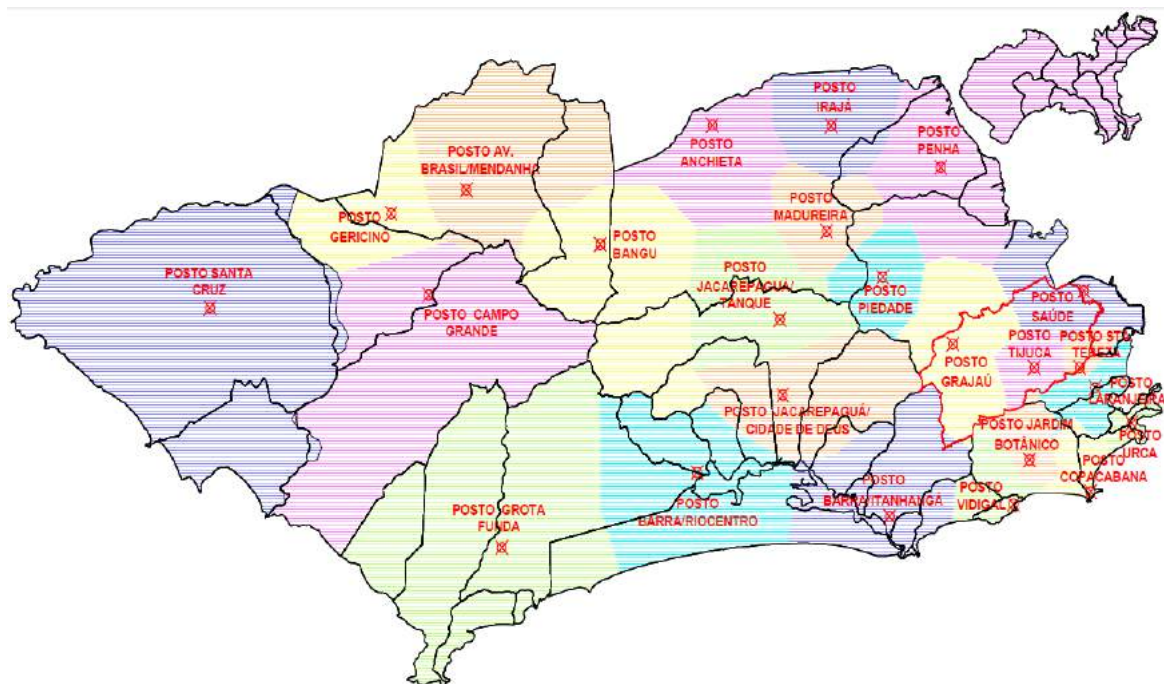 POSTO
IRAJÁ
POSTO
ANCHIETA
POSTO
PENHA
POSTO AV.
BRASIL/MENDANHA
POSTO
GERICINÓ
POSTO
MADUREIRA
POSTO
BANGU
POSTO SANTA
CRUZ
POSTO
JACAREPAGUÁ/
TANQUE
POSTO
PIEDADE
POSTO CAMPO
GRANDE
POSTO
SAÚDE
POSTO
TIJUCA
POSTO STA
TEREZA
POSTO
GRAJAÚ
POSTO
LARANJEIRA
POSTO JACAREPAGUÁ/
CIDADE DE DEUS
POSTO JARDIM
BOTÂNICO
POSTO
URCA
POSTO
COPACABANA
POSTO
VIDIGAL
POSTO
BARRA/ITANHANGÁ
POSTO
BARRA/RIOCENTRO
POSTO GROTA
FUNDA